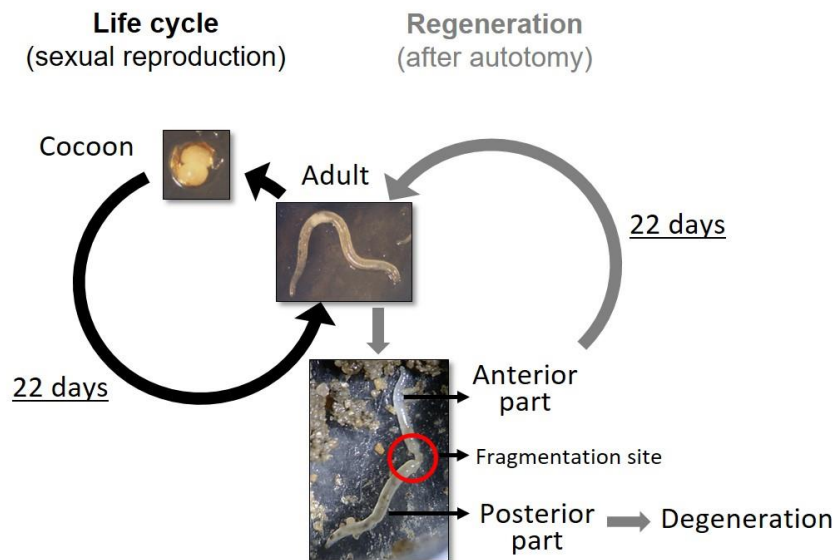 Life cycle
(sexual reproduction)
Regeneration
(after autotomy)
Cocoon
Adult
22 days
22 days
Anterior
part
Fragmentation site
Posterior
part
Degeneration